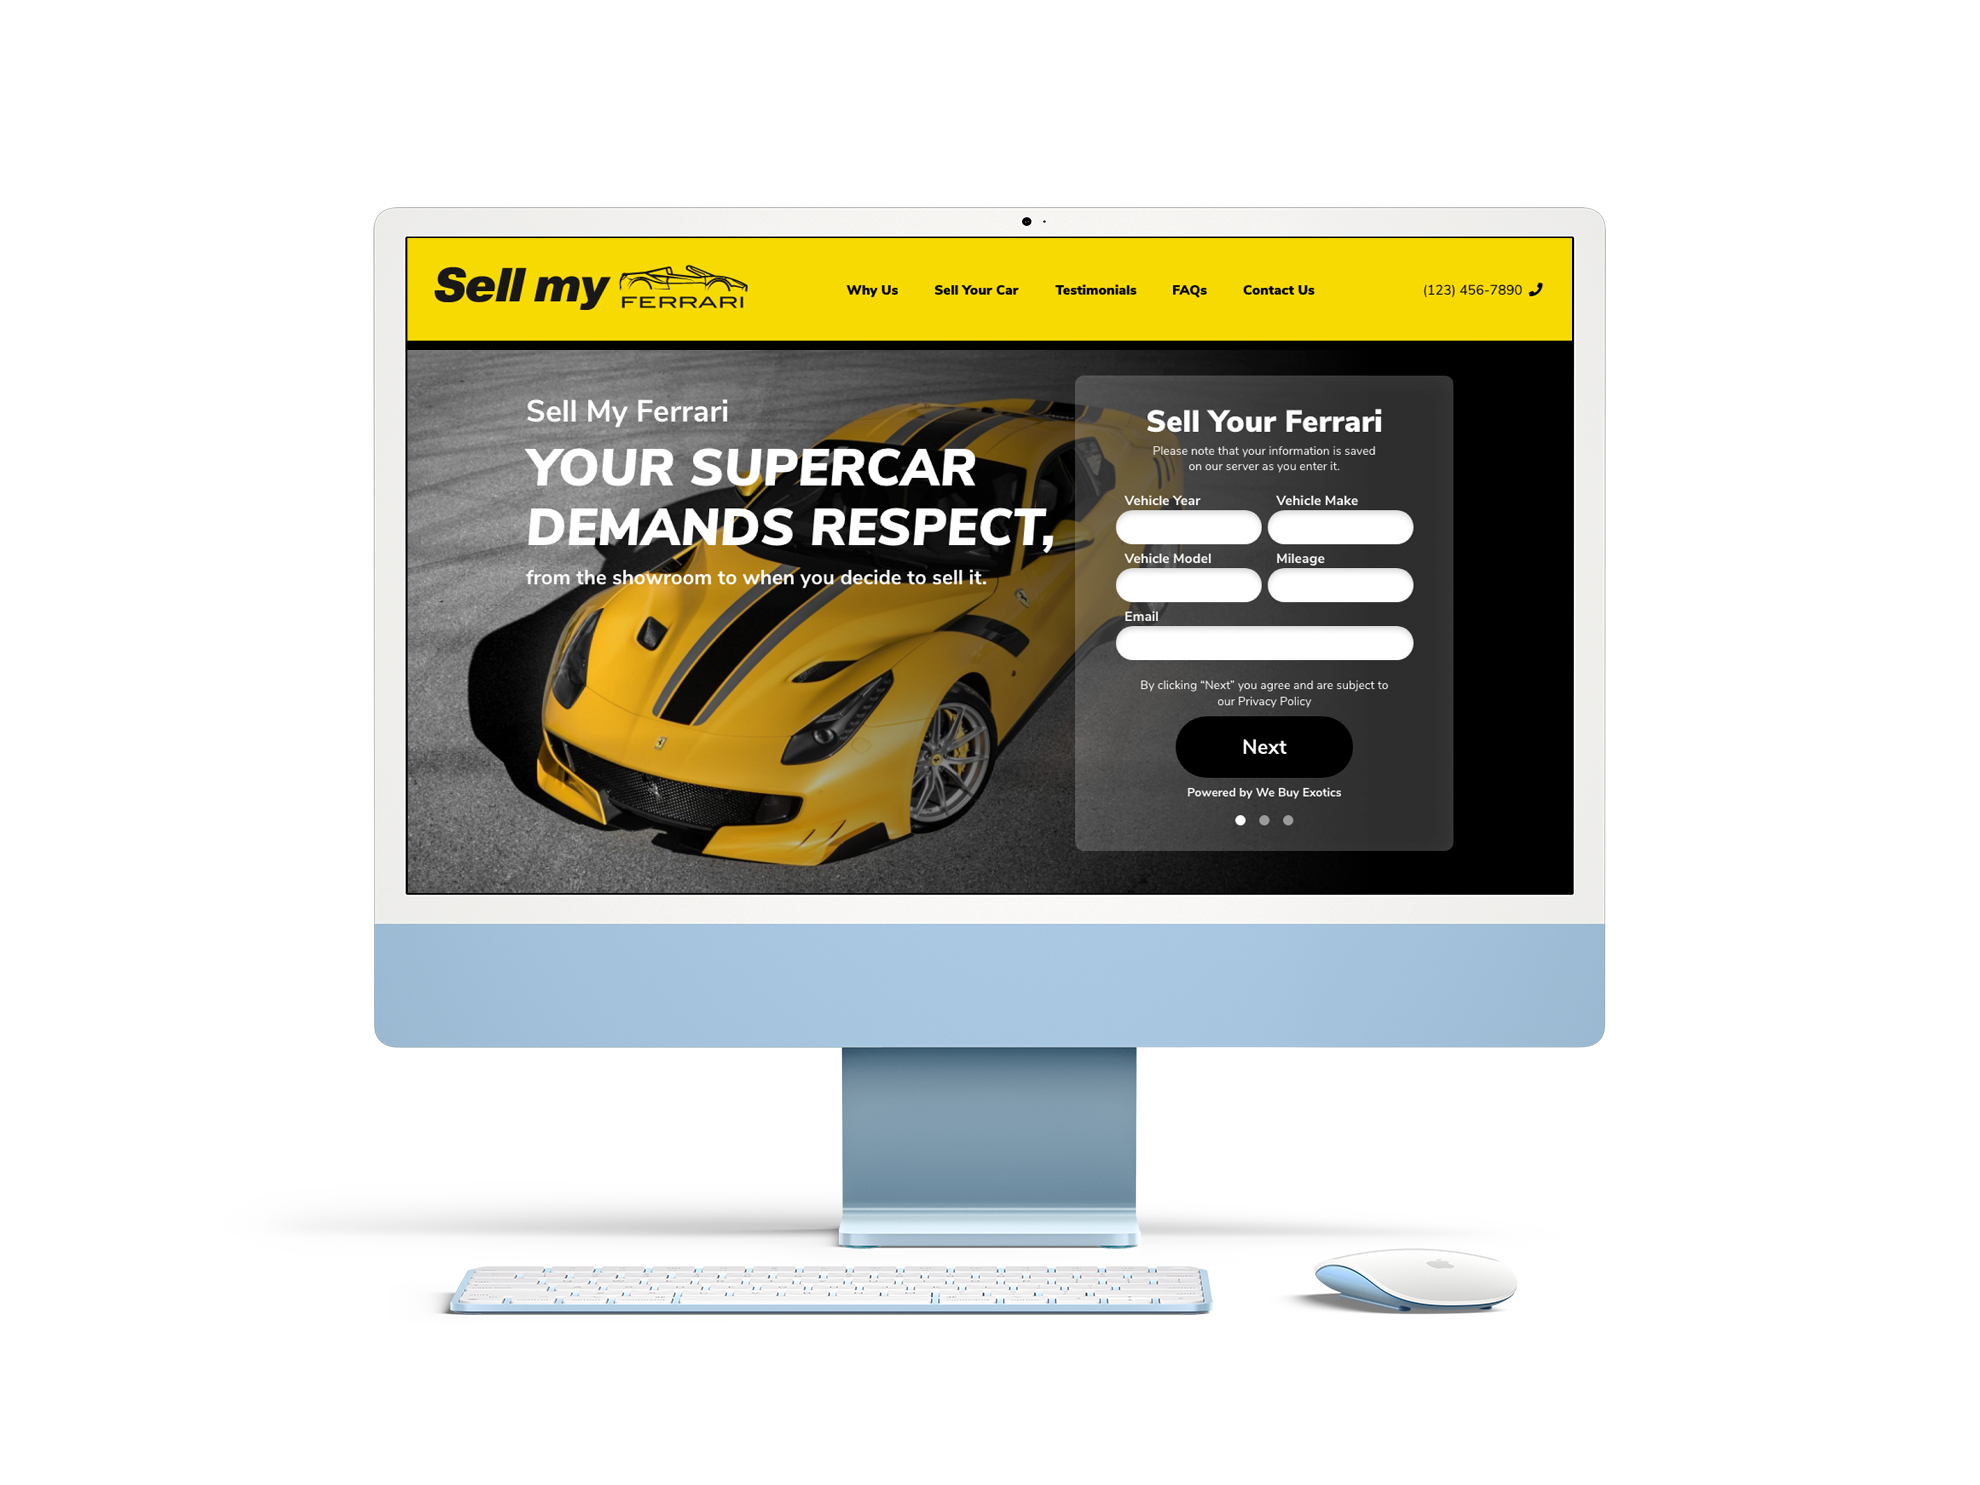 Sell my FERRARI
Why Us
Sell Your Car
Testimonials
FAQs
Contact Us
(123) 456-7890
Sell My Ferrari
YOUR SUPERCAR
DEMANDS RESPECT,
from the showroom to when you decide to sell it.
Sell Your Ferrari
Please note that your information is saved
on our server as you enter it.
Vehicle Year
Vehicle Make
Vehicle Model
Mileage
Email
By clicking “Next” you agree and are subject to
our Privacy Policy
Next
Powered by We Buy Exotics